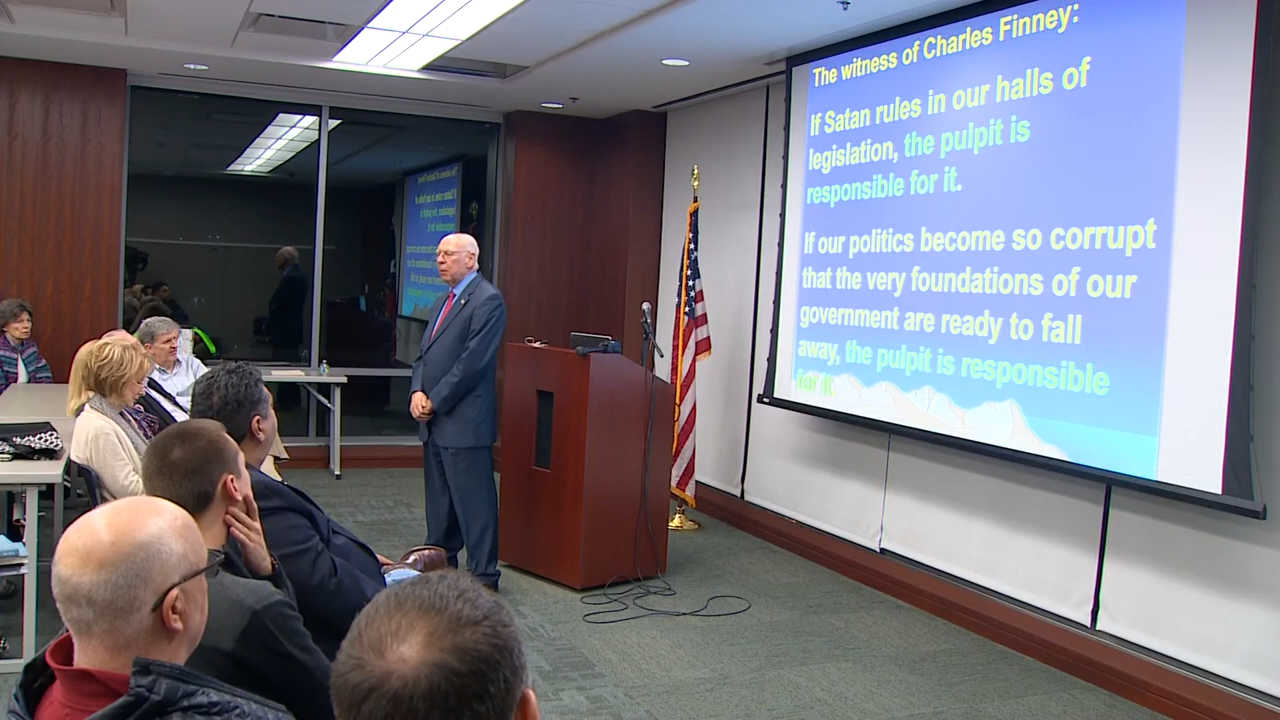 The witness of Charles Finney:
If Satan rules in our halls of
legislation, the pulpit is
responsible for it.
If our politics become so corrupt
that the very foundations of our
government are ready to fall
away, the pulpit is responsible
for it.